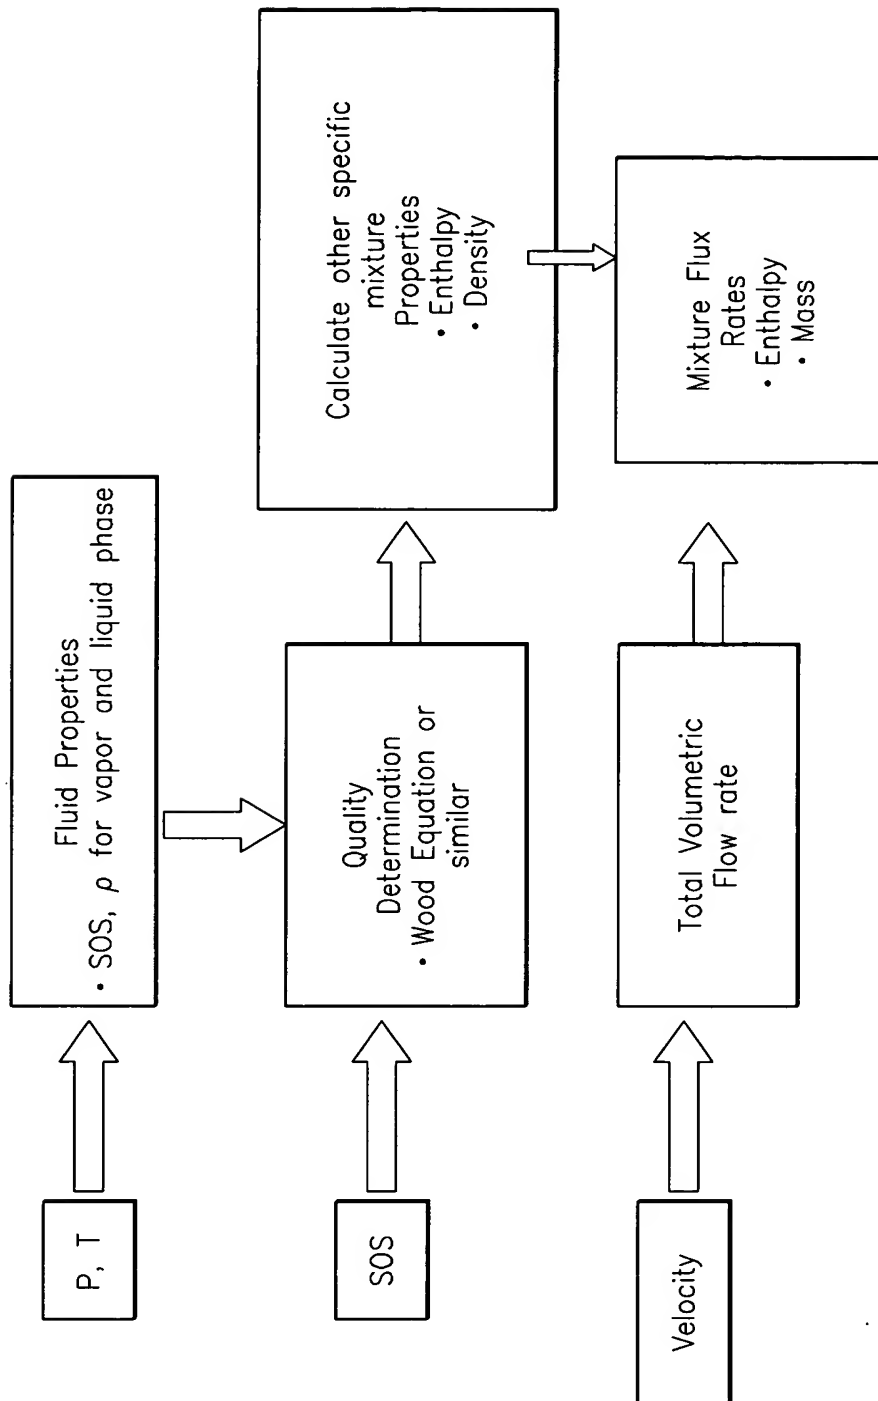 P, T
Fluid Properties
• SOS, ρ for vapor and liquid phase
SOS
Quality
Determination
• Wood Equation or
similar
Calculate other specific
mixture
Properties
• Enthalpy
• Density
Velocity
Total Volumetric
Flow rate
Mixture Flux
Rates
• Enthalpy
• Mass